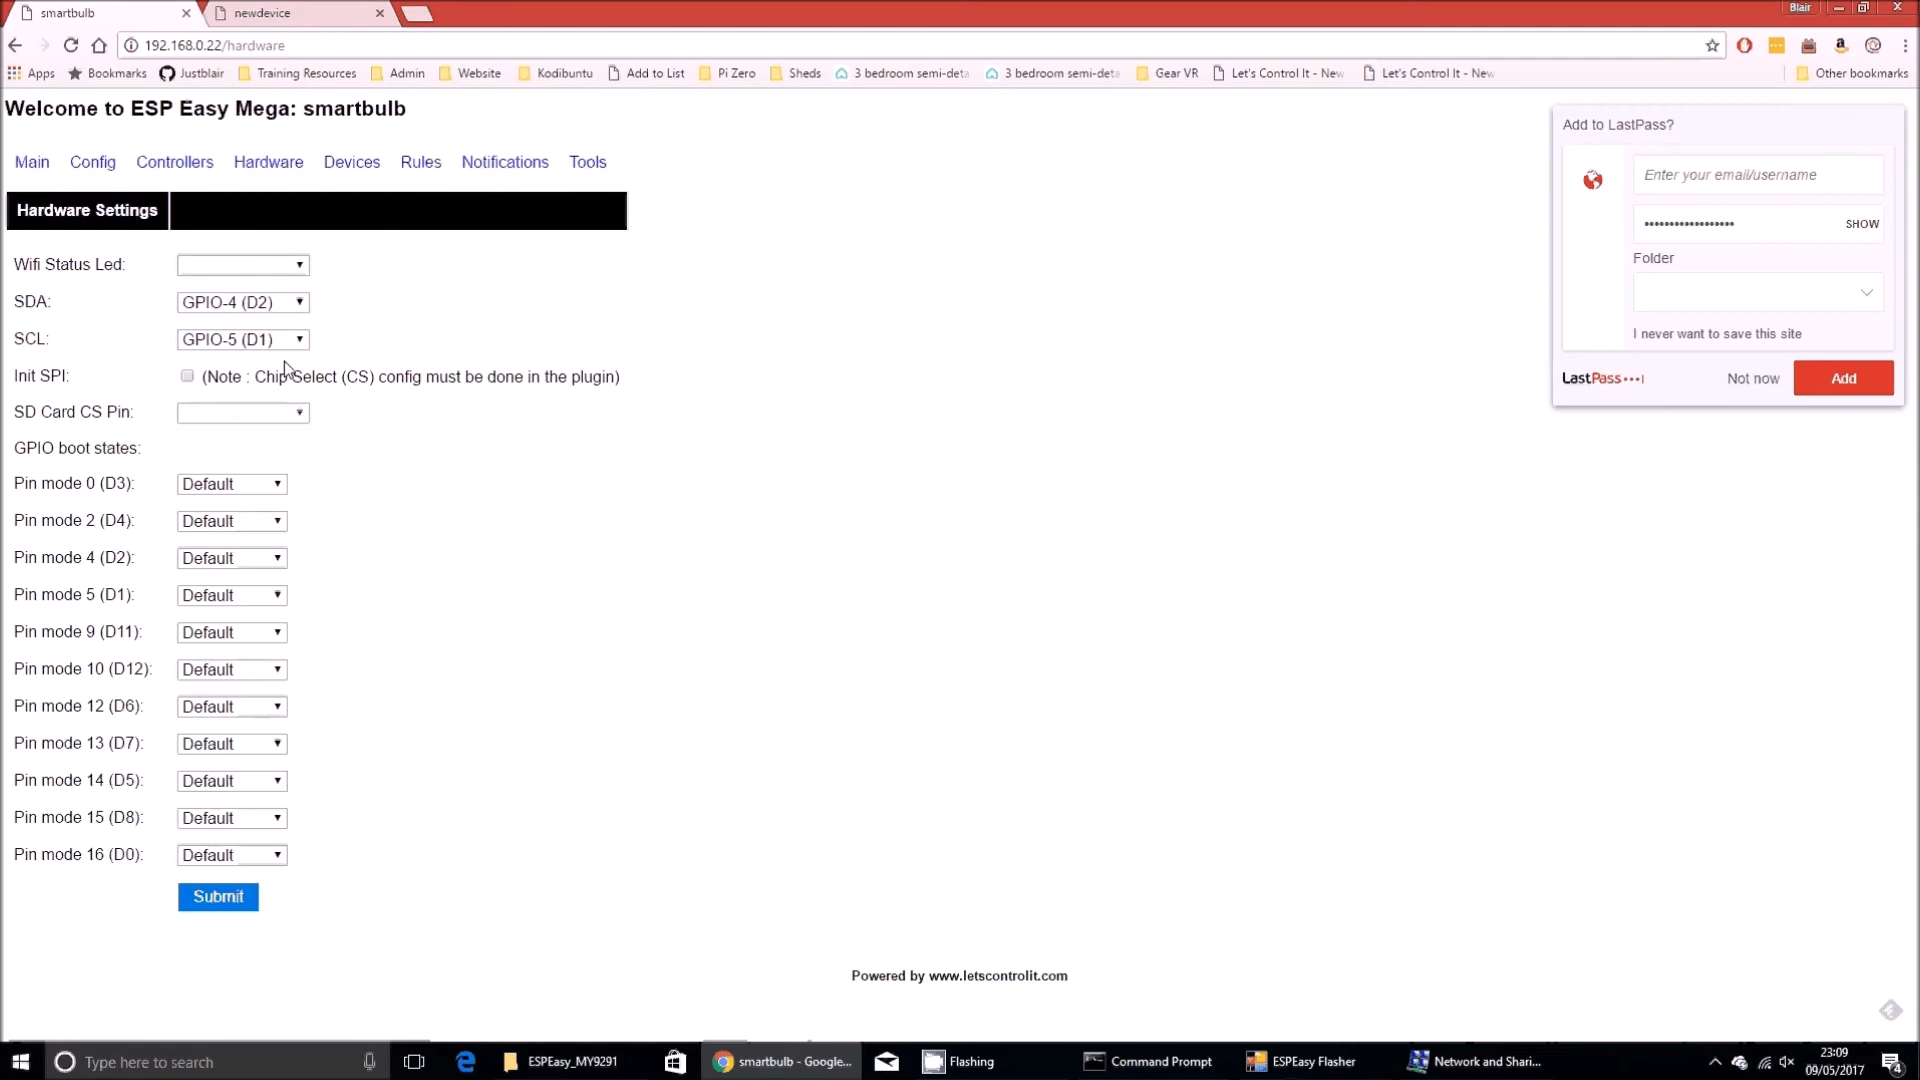 smartbulb
newdevice
Blair
192.168.0.22/hardware
Apps
Bookmarks
Justblair
Training Resources
Admin
Website
Kodibuntu
Add to List
Pi Zero
Sheds
3 bedroom semi-deta
3 bedroom semi-deta
Gear VR
Let's Control It - New
Let's Control It - New
Other bookmarks
Welcome to ESP Easy Mega: smartbulb
Main Config Controllers Hardware Devices Rules Notifications Tools
Hardware Settings
Wifi Status Led:
SDA: GPIO-4 (D2)
SCL: GPIO-5 (D1)
Init SPI: (Note : Chip Select (CS) config must be done in the plugin)
SD Card CS Pin:
GPIO boot states:
Pin mode 0 (D3): Default
Pin mode 2 (D4): Default
Pin mode 4 (D2): Default
Pin mode 5 (D1): Default
Pin mode 9 (D11): Default
Pin mode 10 (D12): Default
Pin mode 12 (D6): Default
Pin mode 13 (D7): Default
Pin mode 14 (D5): Default
Pin mode 15 (D8): Default
Pin mode 16 (D0): Default
Submit
Powered by www.letscontrolit.com
Add to LastPass?
Enter your email/username
•••••••••••••••••• SHOW
Folder
I never want to save this site
LastPass•••|
Not now
Add
Type here to search
ESPEasy_MY9291
smartbulb - Google...
Flashing
Command Prompt
ESPEasy Flasher
Network and Shari...
23:09
09/05/2017
4